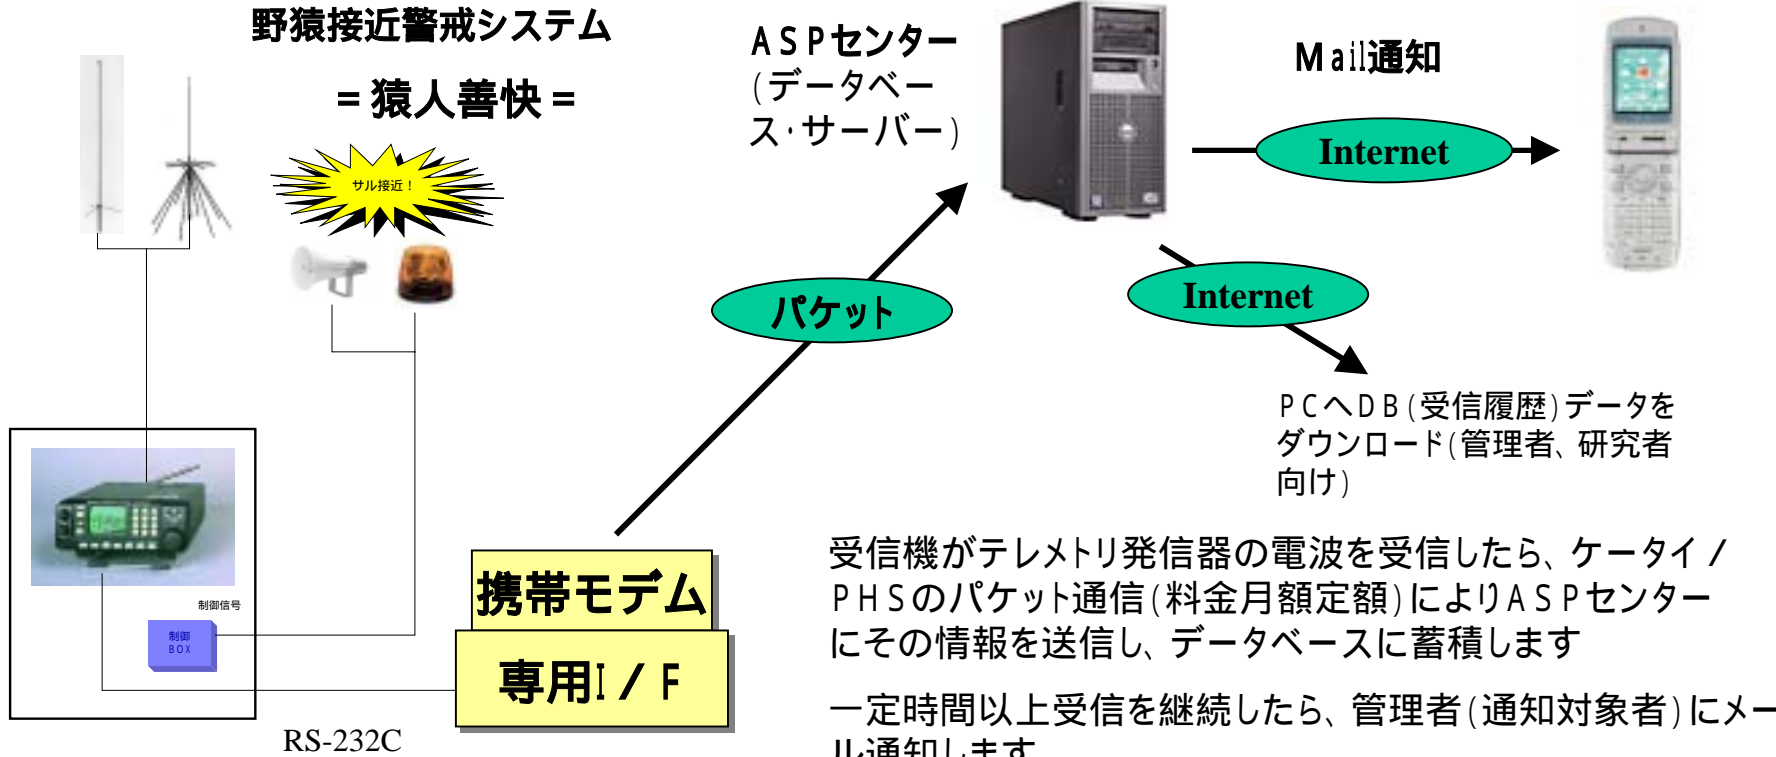 野猿接近警戒システム
=猿人善快=
サル接近！
ASPセンター
(データベー
ス・サーバー)
Mail通知
Internet
Internet
パケット
PCへDB(受信履歴)データを
ダウンロード(管理者、研究者
向け)
制御信号
制御
BOX
携帯モデム
専用I/F
RS-232C
受信機がテレメトリ発信器の電波を受信したら、ケータイ/
PHSのパケット通信(料金月額定額)によりASPセンター
にその情報を送信し、データベースに蓄積します
一定時間以上受信を継続したら、管理者(通知対象者)にメー
ル通知します